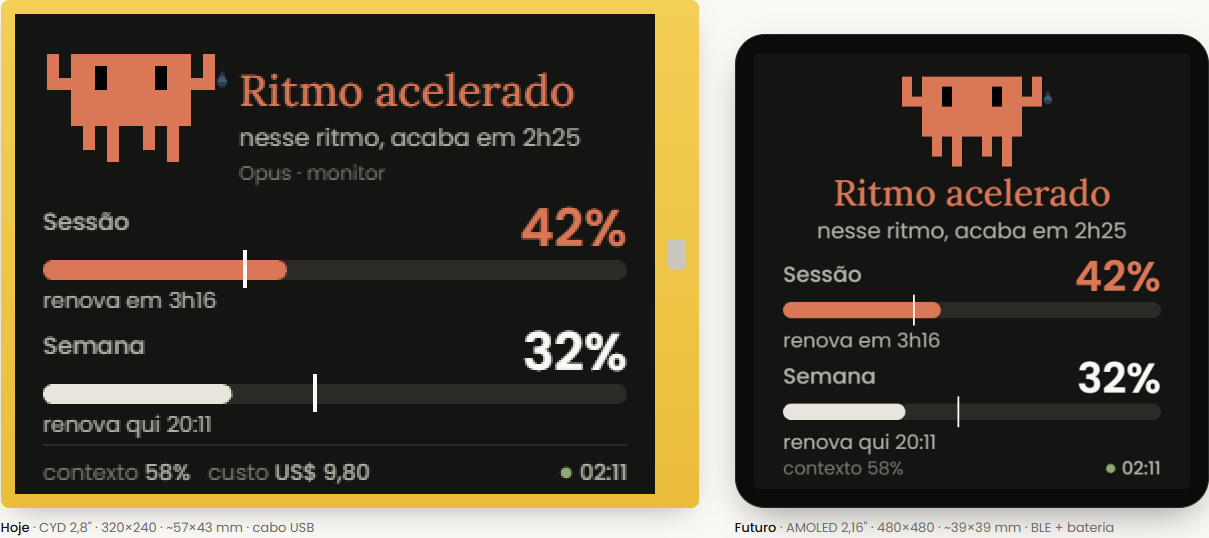 Ritmo acelerado
nesse ritmo, acaba em 2h25
Opus · monitor
Sessão 42%
renova em 3h16
Semana 32%
renova qui 20:11
contexto 58% custo US$ 9,80 02:11
Hoje · CYD 2,8" · 320×240 · ~57×43 mm · cabo USB
Ritmo acelerado
nesse ritmo, acaba em 2h25
Sessão 42%
renova em 3h16
Semana 32%
renova qui 20:11
contexto 58% 02:11
Futuro · AMOLED 2,16" · 480×480 · ~39×39 mm · BLE + bateria